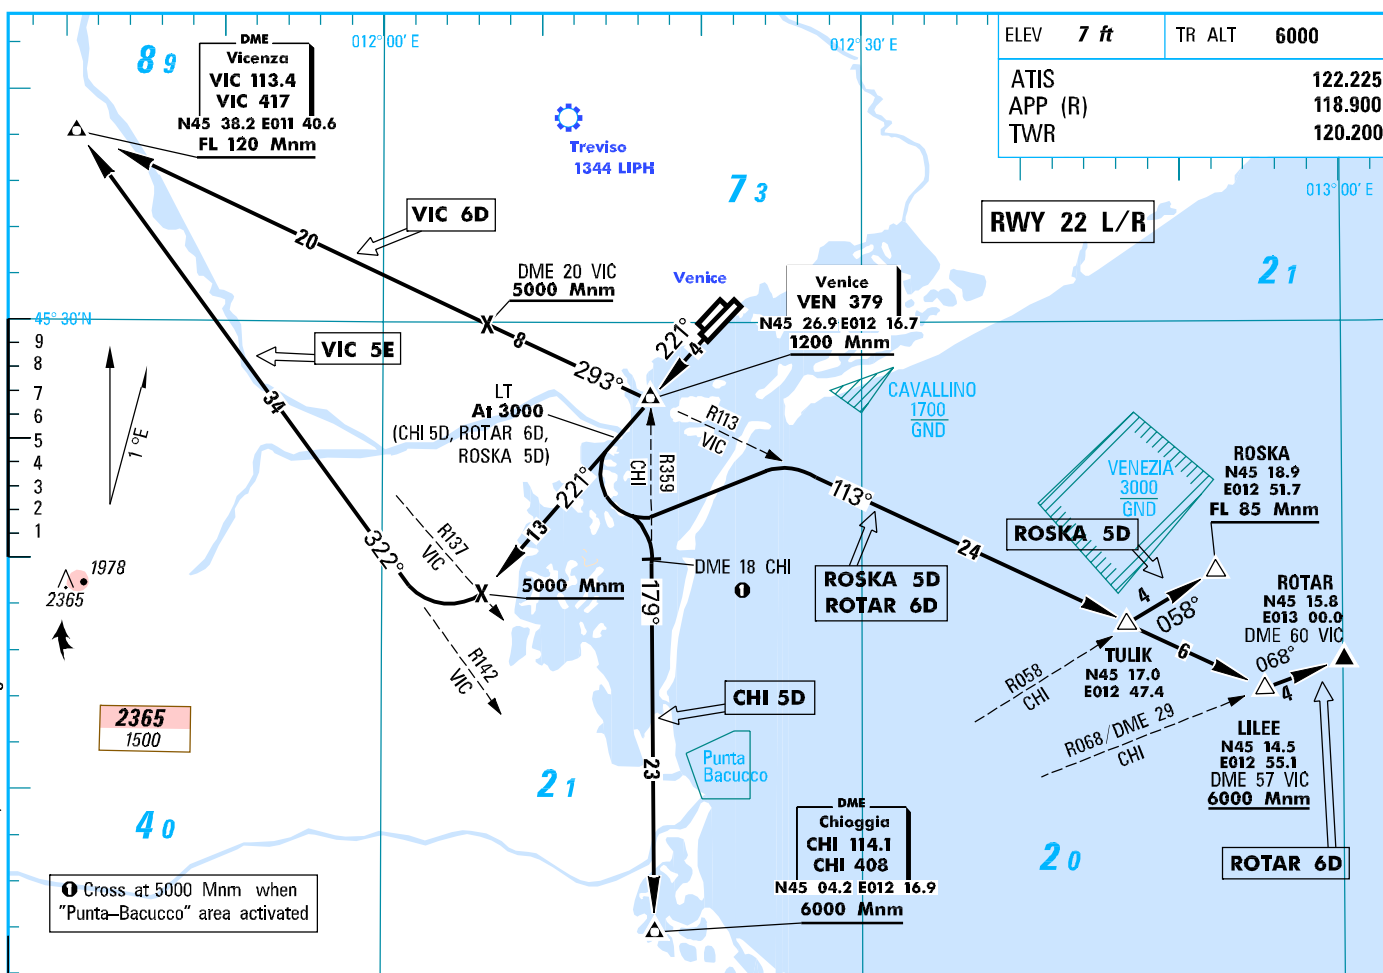 ELEV 7 ft TR ALT 6000
ATIS 122.225
APP (R) 118.900
TWR 120.200
012° 00' E
012° 30' E
013° 00' E
45° 30'N
9
8
7
6
5
4
3
2
1
8 9
DME
Vicenza
VIC 113.4
VIC 417
N45 38.2 E011 40.6
FL 120 Mnm
Treviso
1344 LIPH
7 3
RWY 22 L/R
2 1
VIC 6D
20
DME 20 VIC
5000 Mnm
Venice
Venice
VEN 379
N45 26.9 E012 16.7
1200 Mnm
221°
4
8
293°
VIC 5E
34
1 °E
LT
At 3000
(CHI 5D, ROTAR 6D,
ROSKA 5D)
R113
VIC
R359
CHI
CAVALLINO
1700
GND
VENEZIA
3000
GND
ROSKA
N45 18.9
E012 51.7
FL 85 Mnm
221°
13
113°
24
ROSKA 5D
R137
VIC
322°
5000 Mnm
DME 18 CHI
1
179°
ROSKA 5D
ROTAR 6D
4
058°
ROTAR
N45 15.8
E013 00.0
DME 60 VIC
1978
2365
R142
VIC
R058
CHI
TULIK
N45 17.0
E012 47.4
6
068°
4
CHI 5D
R068/DME 29
CHI
LILEE
N45 14.5
E012 55.1
DME 57 VIC
6000 Mnm
2365
1500
23
Punta
Bacucco
2 1
4 0
DME
Chioggia
CHI 114.1
CHI 408
N45 04.2 E012 16.9
6000 Mnm
2 0
ROTAR 6D
1 Cross at 5000 Mnm when
"Punta–Bacucco" area activated